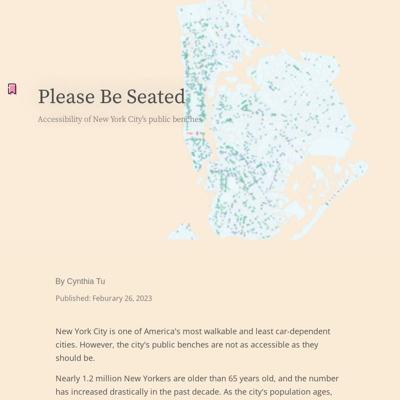 Please Be Seated
Accessibility of New York City's public benches
By Cynthia Tu
Published: Feburary 26, 2023
New York City is one of America's most walkable and least car-dependent
cities. However, the city's public benches are not as accessible as they
should be.
Nearly 1.2 million New Yorkers are older than 65 years old, and the number
has increased drastically in the past decade. As the city's population ages,